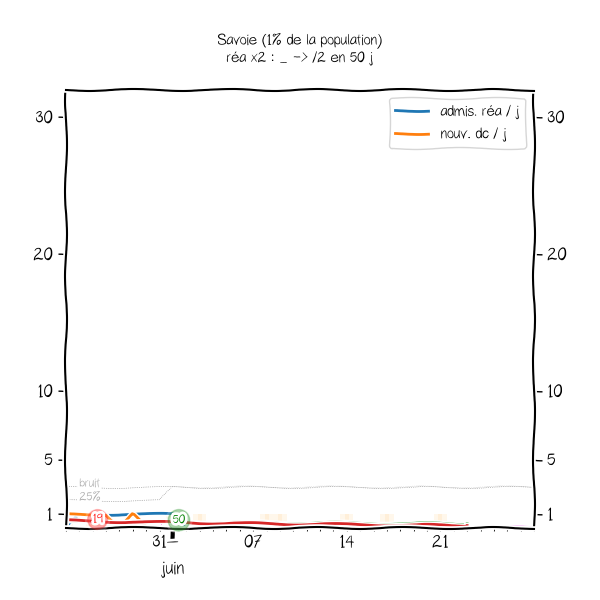 Savoie (1% de la population)
réa x2 : _ -> /2 en 50 j
admis. réa / j
nouv. dc / j
30
30
20
20
10
10
5
5
1
1
bruit
25%
19
50
31
07
14
21
juin